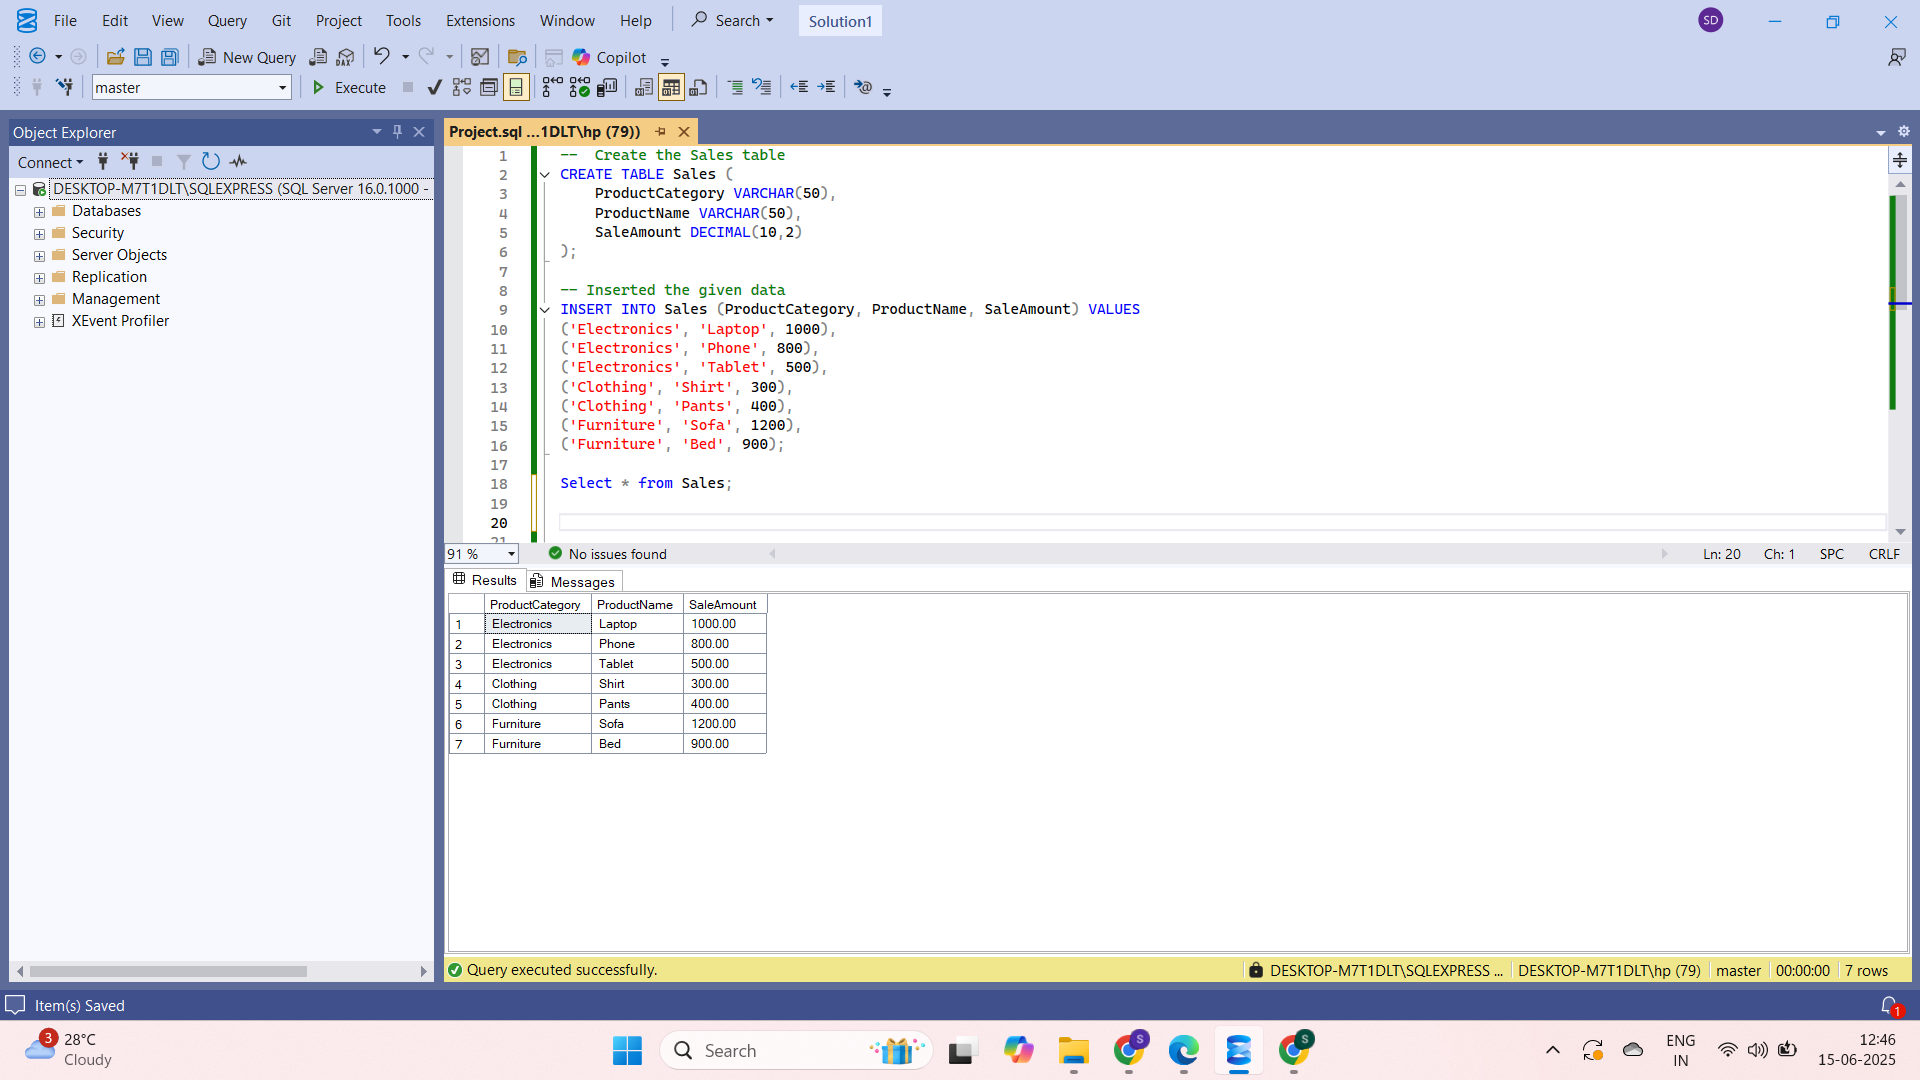 File Edit View Query Git Project Tools Extensions Window Help Search Solution1 SD
New Query DAX Copilot
master Execute
Object Explorer
Connect
DESKTOP-M7T1DLT\SQLEXPRESS (SQL Server 16.0.1000 -
Databases
Security
Server Objects
Replication
Management
XEvent Profiler
Project.sql ...1DLT\hp (79))
1 --  Create the Sales table
2 CREATE TABLE Sales (
3 ProductCategory VARCHAR(50),
4 ProductName VARCHAR(50),
5 SaleAmount DECIMAL(10,2)
6 );
7
8 -- Inserted the given data
9 INSERT INTO Sales (ProductCategory, ProductName, SaleAmount) VALUES
10 ('Electronics', 'Laptop', 1000),
11 ('Electronics', 'Phone', 800),
12 ('Electronics', 'Tablet', 500),
13 ('Clothing', 'Shirt', 300),
14 ('Clothing', 'Pants', 400),
15 ('Furniture', 'Sofa', 1200),
16 ('Furniture', 'Bed', 900);
17
18 Select * from Sales;
19
20
21
91 % No issues found Ln: 20 Ch: 1 SPC CRLF
Results Messages
ProductCategory ProductName SaleAmount
1 Electronics Laptop 1000.00
2 Electronics Phone 800.00
3 Electronics Tablet 500.00
4 Clothing Shirt 300.00
5 Clothing Pants 400.00
6 Furniture Sofa 1200.00
7 Furniture Bed 900.00
Query executed successfully. DESKTOP-M7T1DLT\SQLEXPRESS ... DESKTOP-M7T1DLT\hp (79) master 00:00:00 7 rows
Item(s) Saved 1
3 28°C
Cloudy
Search
S
S
ENG
IN
12:46
15-06-2025